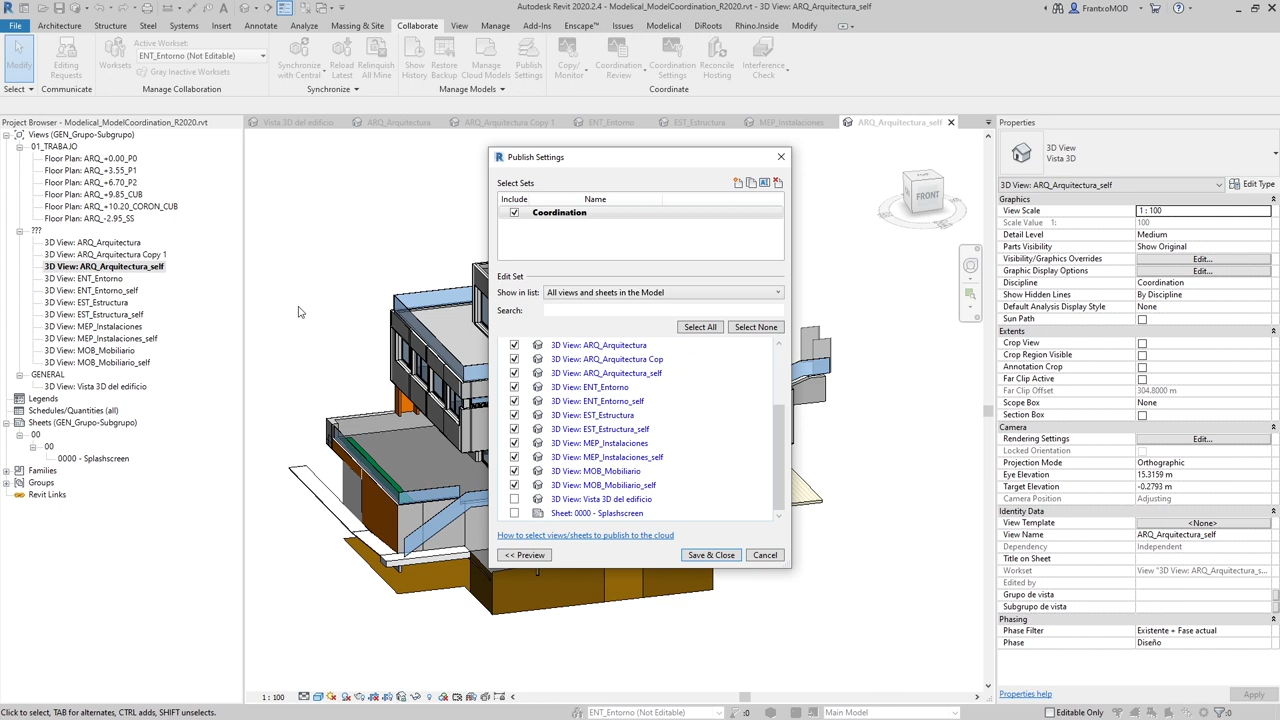 Autodesk Revit 2020.2.4 - Modelical_ModelCoordination_R2020.rvt - 3D View: ARQ_Arquitectura_self
FrantxoMOD
File Architecture Structure Steel Systems Insert Annotate Analyze Massing & Site Collaborate View Manage Add-Ins Enscape™ Issues Modelical DiRoots Rhino.Inside Modify
Modify
Select
Editing Requests
Communicate
Worksets
Active Workset:
ENT_Entorno (Not Editable)
Gray Inactive Worksets
Manage Collaboration
Synchronize with Central
Reload Latest
Relinquish All Mine
Synchronize
Show History
Restore Backup
Manage Cloud Models
Publish Settings
Manage Models
Copy/ Monitor
Coordination Review
Coordination Settings
Reconcile Hosting
Interference Check
Coordinate
Project Browser - Modelical_ModelCoordination_R2020.rvt
Views (GEN_Grupo-Subgrupo)
01_TRABAJO
Floor Plan: ARQ_+0.00_P0
Floor Plan: ARQ_+3.55_P1
Floor Plan: ARQ_+6.70_P2
Floor Plan: ARQ_+9.85_CUB
Floor Plan: ARQ_+10.20_CORON_CUB
Floor Plan: ARQ_-2.95_SS
???
3D View: ARQ_Arquitectura
3D View: ARQ_Arquitectura Copy 1
3D View: ARQ_Arquitectura_self
3D View: ENT_Entorno
3D View: ENT_Entorno_self
3D View: EST_Estructura
3D View: EST_Estructura_self
3D View: MEP_Instalaciones
3D View: MEP_Instalaciones_self
3D View: MOB_Mobiliario
3D View: MOB_Mobiliario_self
GENERAL
3D View: Vista 3D del edificio
Legends
Schedules/Quantities (all)
Sheets (GEN_Grupo-Subgrupo)
00
00
0000 - Splashscreen
Families
Groups
Revit Links
Vista 3D del edificio ARQ_Arquitectura ARQ_Arquitectura Copy 1 ENT_Entorno EST_Estructura MEP_Instalaciones ARQ_Arquitectura_self
FRONT
Publish Settings
Select Sets
Include Name
Coordination
Edit Set
Show in list: All views and sheets in the Model
Search:
Select All Select None
3D View: ARQ_Arquitectura
3D View: ARQ_Arquitectura Cop
3D View: ARQ_Arquitectura_self
3D View: ENT_Entorno
3D View: ENT_Entorno_self
3D View: EST_Estructura
3D View: EST_Estructura_self
3D View: MEP_Instalaciones
3D View: MEP_Instalaciones_self
3D View: MOB_Mobiliario
3D View: MOB_Mobiliario_self
3D View: Vista 3D del edificio
Sheet: 0000 - Splashscreen
How to select views/sheets to publish to the cloud
<< Preview Save & Close Cancel
Properties
3D View
Vista 3D
3D View: ARQ_Arquitectura_self Edit Type
Graphics
View Scale 1 : 100
Scale Value 1: 100
Detail Level Medium
Parts Visibility Show Original
Visibility/Graphics Overrides Edit...
Graphic Display Options Edit...
Discipline Coordination
Show Hidden Lines By Discipline
Default Analysis Display Style None
Sun Path
Extents
Crop View
Crop Region Visible
Annotation Crop
Far Clip Active
Far Clip Offset 304.8000 m
Scope Box None
Section Box
Camera
Rendering Settings Edit...
Locked Orientation
Projection Mode Orthographic
Eye Elevation 15.3159 m
Target Elevation -0.2793 m
Camera Position Adjusting
Identity Data
View Template <None>
View Name ARQ_Arquitectura_self
Dependency Independent
Title on Sheet
Workset View "3D View: ARQ_Arquitectura_s...
Edited by
Grupo de vista
Subgrupo de vista
Phasing
Phase Filter Existente + Fase actual
Phase Diseño
Properties help Apply
1 : 100
Click to select, TAB for alternates, CTRL adds, SHIFT unselects.
ENT_Entorno (Not Editable) :0 Main Model Editable Only :0